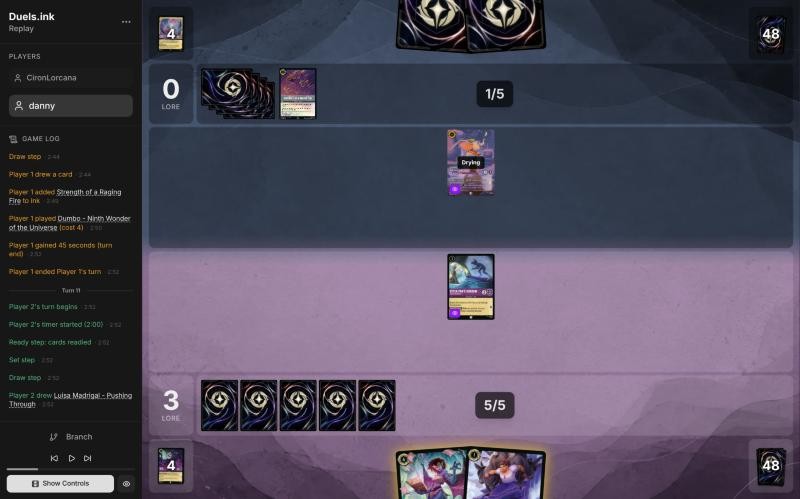 Duels.ink
Replay
PLAYERS
CironLorcana
danny
GAME LOG
Draw step · 2:44
Player 1 drew a card · 2:44
Player 1 added Strength of a Raging
Fire to ink · 2:49
Player 1 played Dumbo - Ninth Wonder
of the Universe (cost 4) · 2:50
Player 1 gained 45 seconds (turn
end) · 2:52
Player 1 ended Player 1's turn · 2:52
Turn 11
Player 2's turn begins · 2:52
Player 2's timer started (2:00) · 2:52
Ready step: cards readied · 2:52
Set step · 2:52
Draw step · 2:52
Player 2 drew Luisa Madrigal - Pushing
Through · 2:52
Branch
Show Controls
4
48
0
LORE
1/5
Drying
3
LORE
5/5
4
48